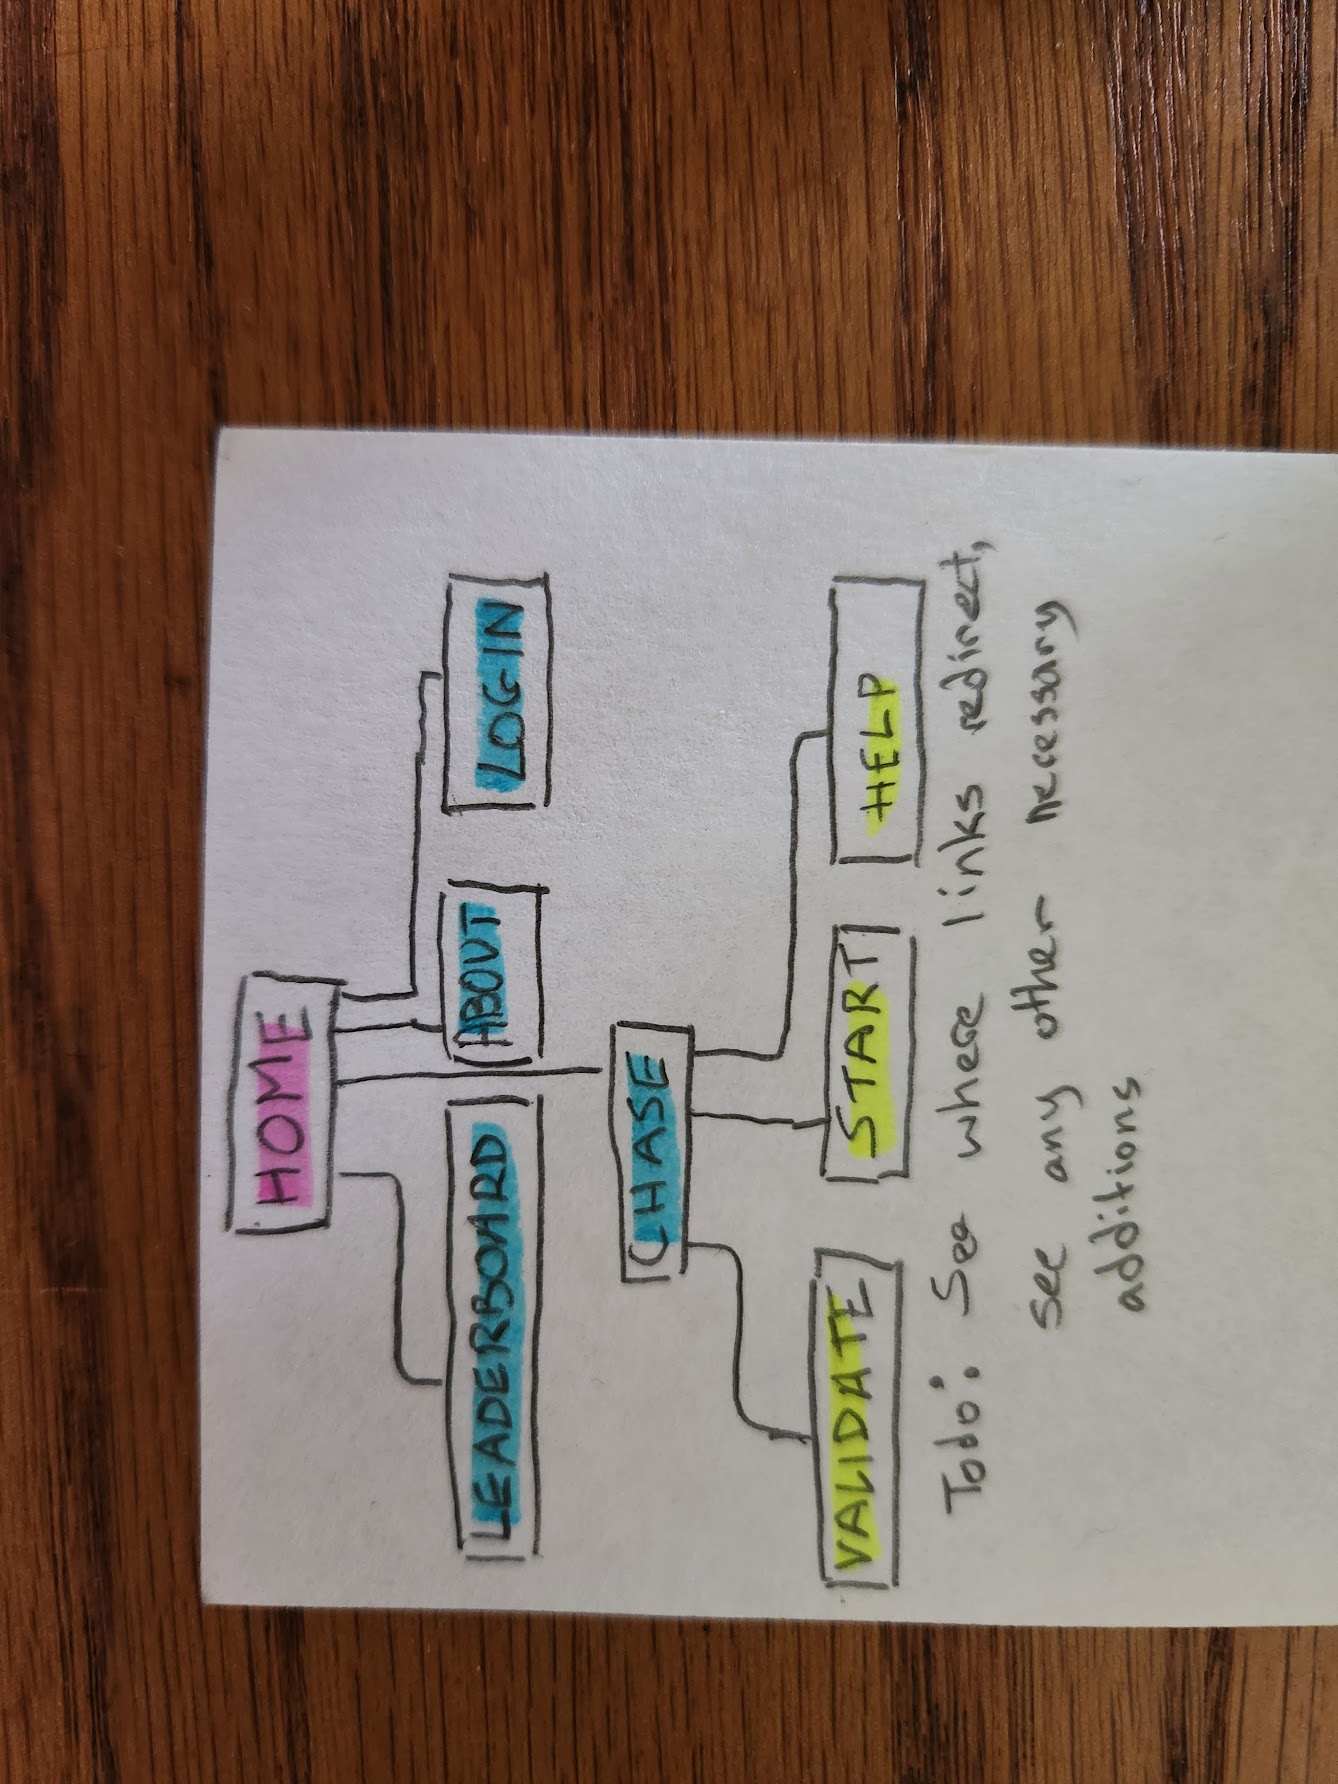 HOME
LEADERBOARD
ABOUT
LOGIN
CHASE
VALIDATE
START
HELP
Todo: See where links redirect,
see any other necessary
additions